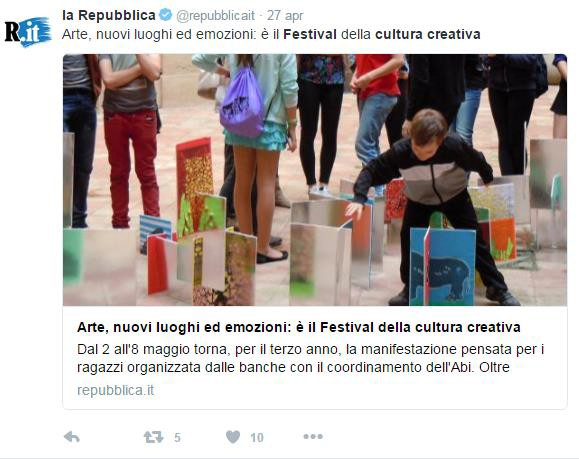 R.it
la Repubblica @repubblicait · 27 apr
Arte, nuovi luoghi ed emozioni: è il Festival della cultura creativa
Arte, nuovi luoghi ed emozioni: è il Festival della cultura creativa
Dal 2 all'8 maggio torna, per il terzo anno, la manifestazione pensata per i
ragazzi organizzata dalle banche con il coordinamento dell'Abi. Oltre
repubblica.it
5 10